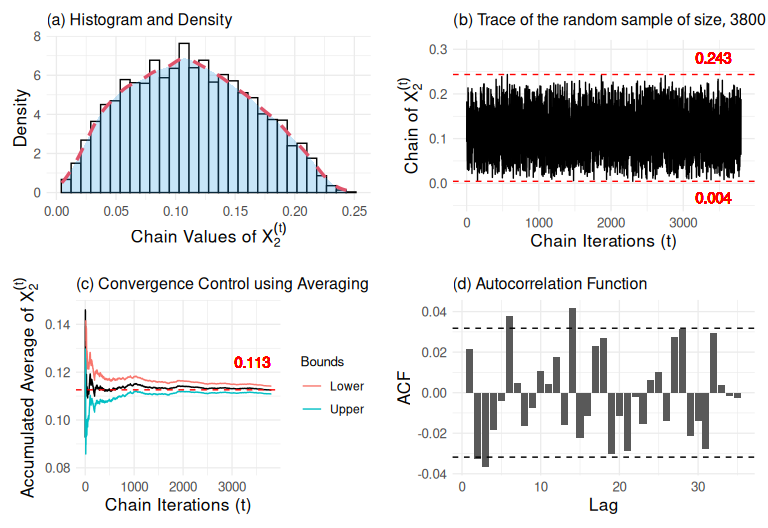 (a) Histogram and Density
8
6
4
2
0
Density
0.00 0.05 0.10 0.15 0.20 0.25
Chain Values of X₂⁽ᵗ⁾
(b) Trace of the random sample of size, 3800
0.3
0.2
0.1
0.0
Chain of X₂⁽ᵗ⁾
0.243
0.004
0 1000 2000 3000
Chain Iterations (t)
(c) Convergence Control using Averaging
0.14
0.12
0.10
0.08
Accumulated Average of X₂⁽ᵗ⁾
0.113
0 1000 2000 3000
Chain Iterations (t)
Bounds
Lower
Upper
(d) Autocorrelation Function
0.04
0.02
0.00
-0.02
-0.04
ACF
0 10 20 30
Lag